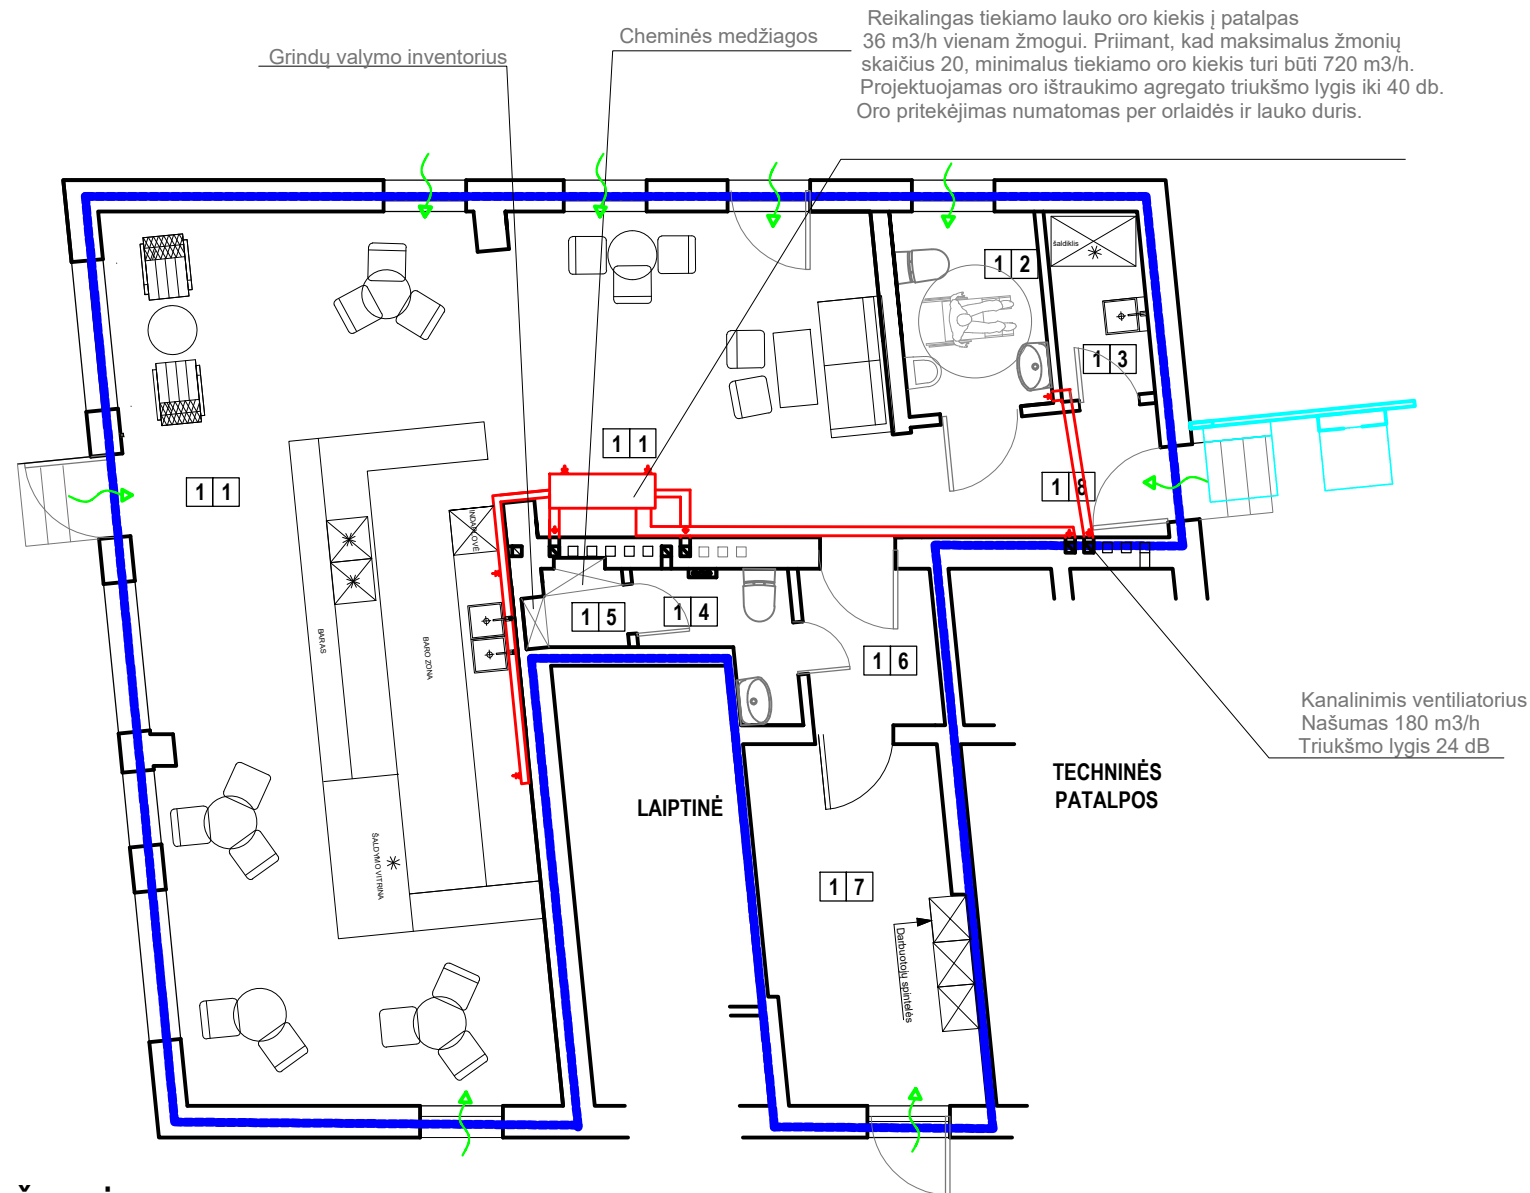 Reikalingas tiekiamo lauko oro kiekis į patalpas
36 m3/h vienam žmogui. Priimant, kad maksimalus žmonių
skaičius 20, minimalus tiekiamo oro kiekis turi būti 720 m3/h.
Projektuojamas oro ištraukimo agregato triukšmo lygis iki 40 db.
Oro pritekėjimas numatomas per orlaidės ir lauko duris.
Cheminės medžiagos
Grindų valymo inventorius
šaldiklis
1 2
1 3
1 1
1 1
1 8
INDAPLOVĖ
BARAS
BARO ZONA
1 5
1 4
1 6
Kanalinimis ventiliatorius
Našumas 180 m3/h
Triukšmo lygis 24 dB
TECHNINĖS
PATALPOS
LAIPTINĖ
ŠALDYMO VITRINA
1 7
Darbuotojų spintelės